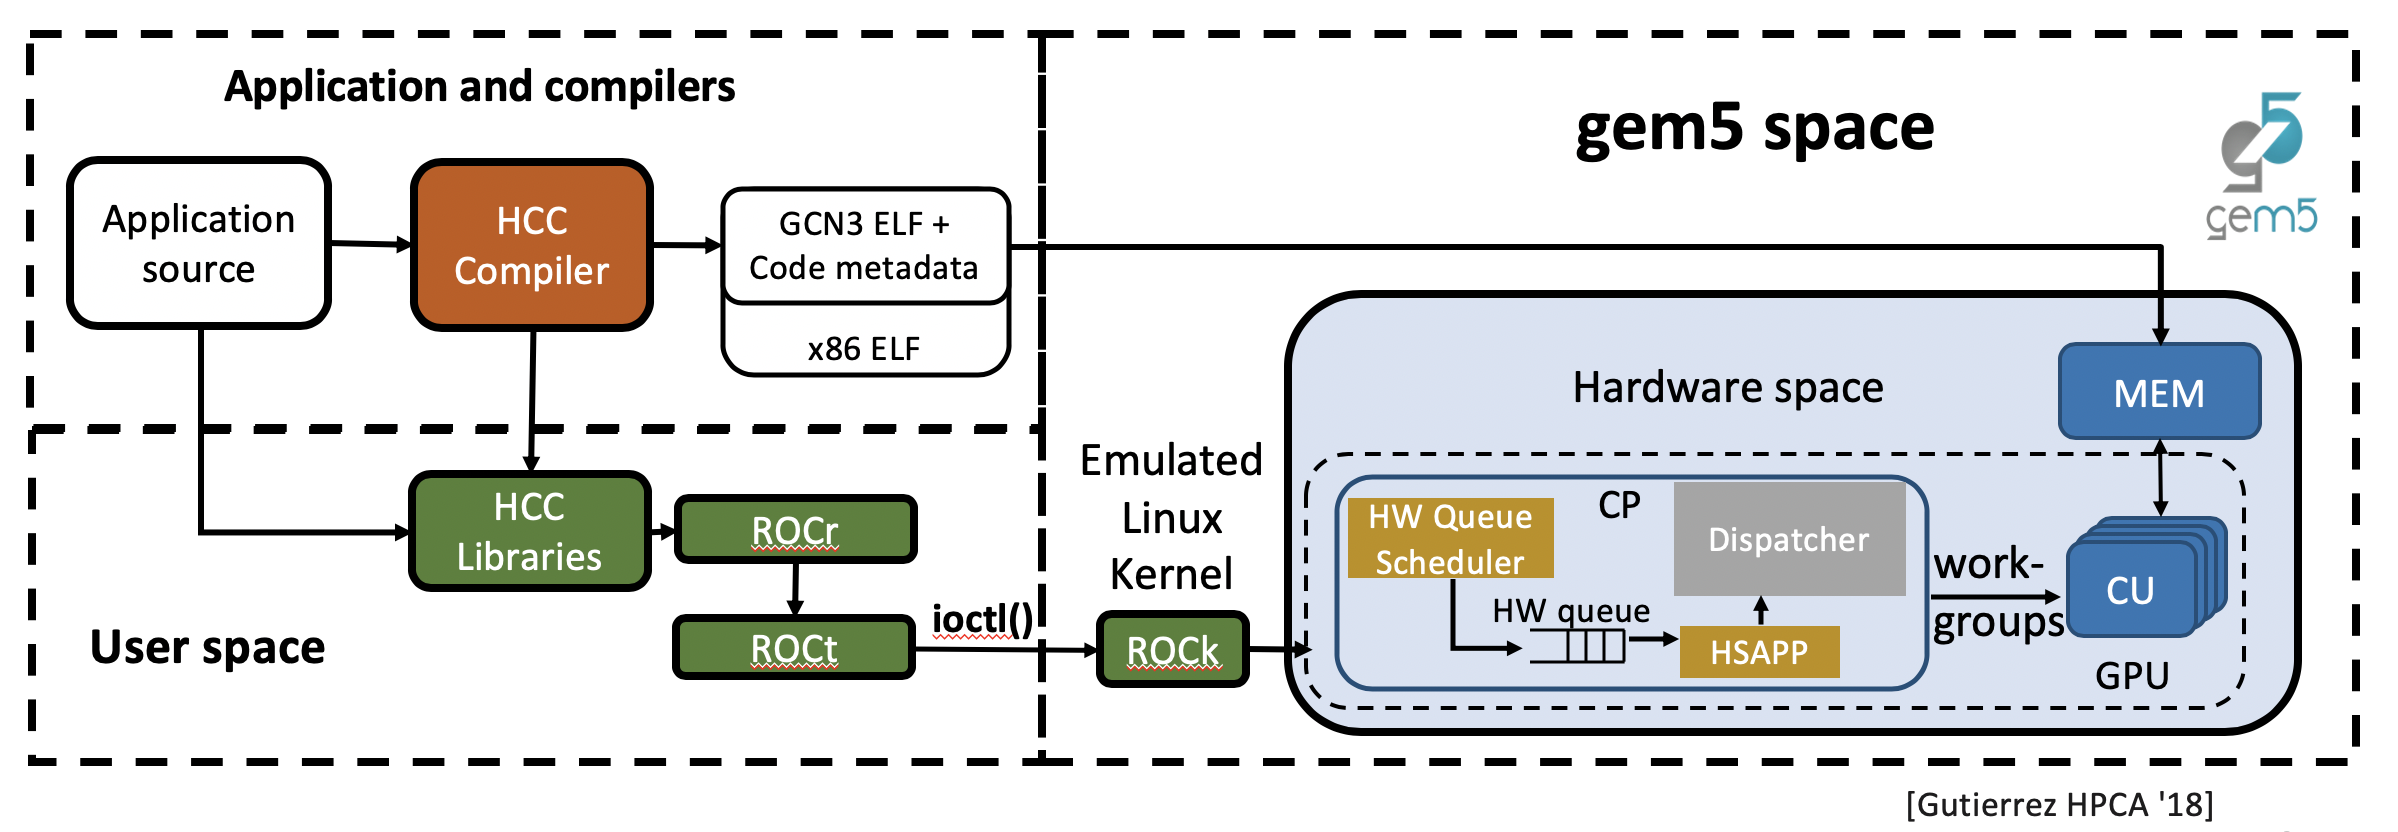 Application and compilers
gem5 space
gem5
Application
source
HCC
Compiler
GCN3 ELF +
Code metadata
x86 ELF
Hardware space
MEM
Emulated
Linux
Kernel
HCC
Libraries
ROCr
ROCt
User space
ioctl()
ROCk
HW Queue
Scheduler
CP
Dispatcher
HW queue
HSAPP
work-
groups
CU
GPU
[Gutierrez HPCA '18]